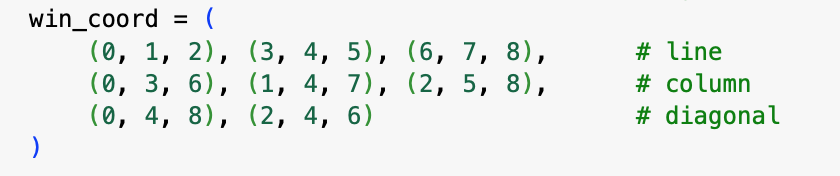 win_coord = (
    (0, 1, 2), (3, 4, 5), (6, 7, 8),      # line
    (0, 3, 6), (1, 4, 7), (2, 5, 8),      # column
    (0, 4, 8), (2, 4, 6)                  # diagonal
)